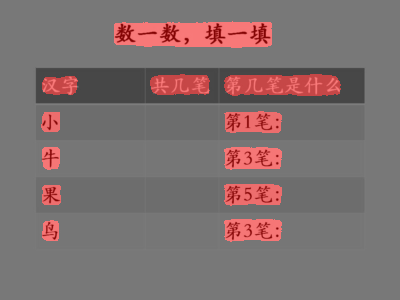 数一数，填一填
汉字 共几笔 第几笔是什么
小 第1笔：
牛 第3笔：
果 第5笔：
鸟 第3笔：